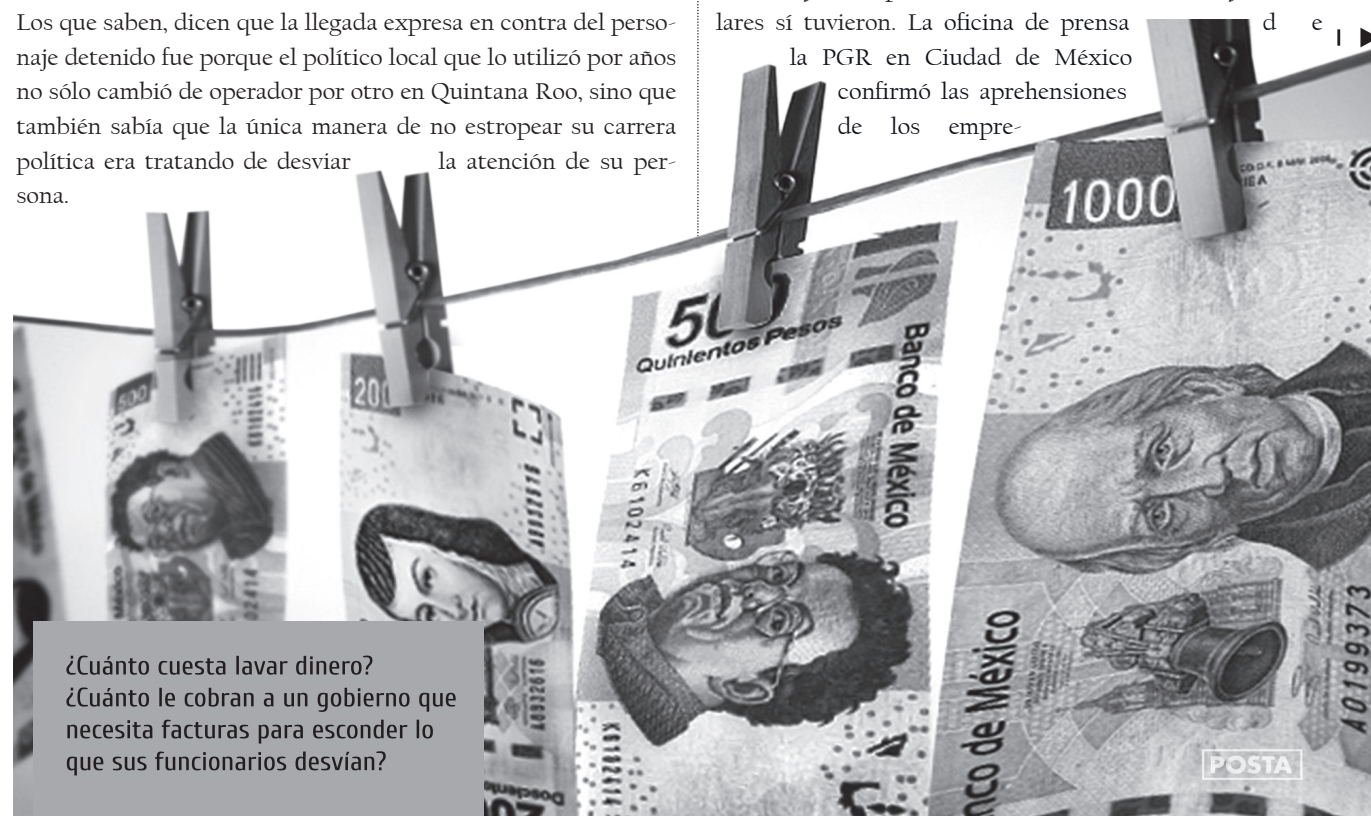 Los que saben, dicen que la llegada expresa en contra del perso-
naje detenido fue porque el político local que lo utilizó por años
no sólo cambió de operador por otro en Quintana Roo, sino que
también sabía que la única manera de no estropear su carrera
política era tratando de desviar la atención de su per-
sona.
lares sí tuvieron. La oficina de prensa de
la PGR en Ciudad de México
confirmó las aprehensiones
de los empre-
500
200
500
Quinientos Pesos
Banco de México
K6102414
1000
A0199373
A0932616
¿Cuánto cuesta lavar dinero?
¿Cuánto le cobran a un gobierno que
necesita facturas para esconder lo
que sus funcionarios desvían?
POSTA